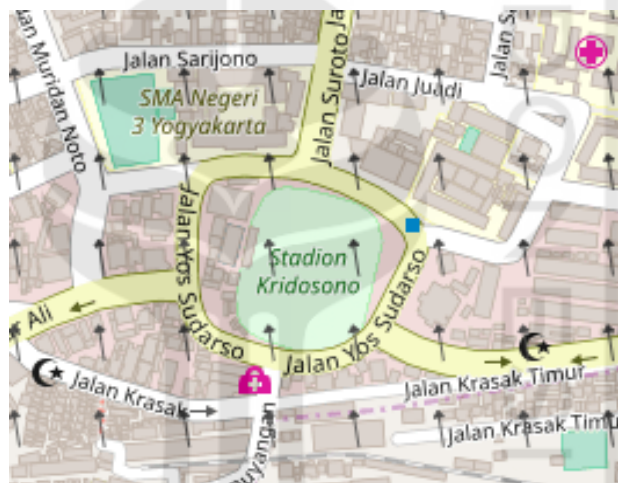 Jalan Sarijono
Muridan Noto
SMA Negeri
3 Yogyakarta
Jalan Suroto
Jalan Juadi
Jalan
Jalan Yos Sudarso
Stadion
Kridosono
Jalan Yos Sudarso
Ali
Jalan Krasak
Jalan Krasak Timur
Jalan Krasak Timu